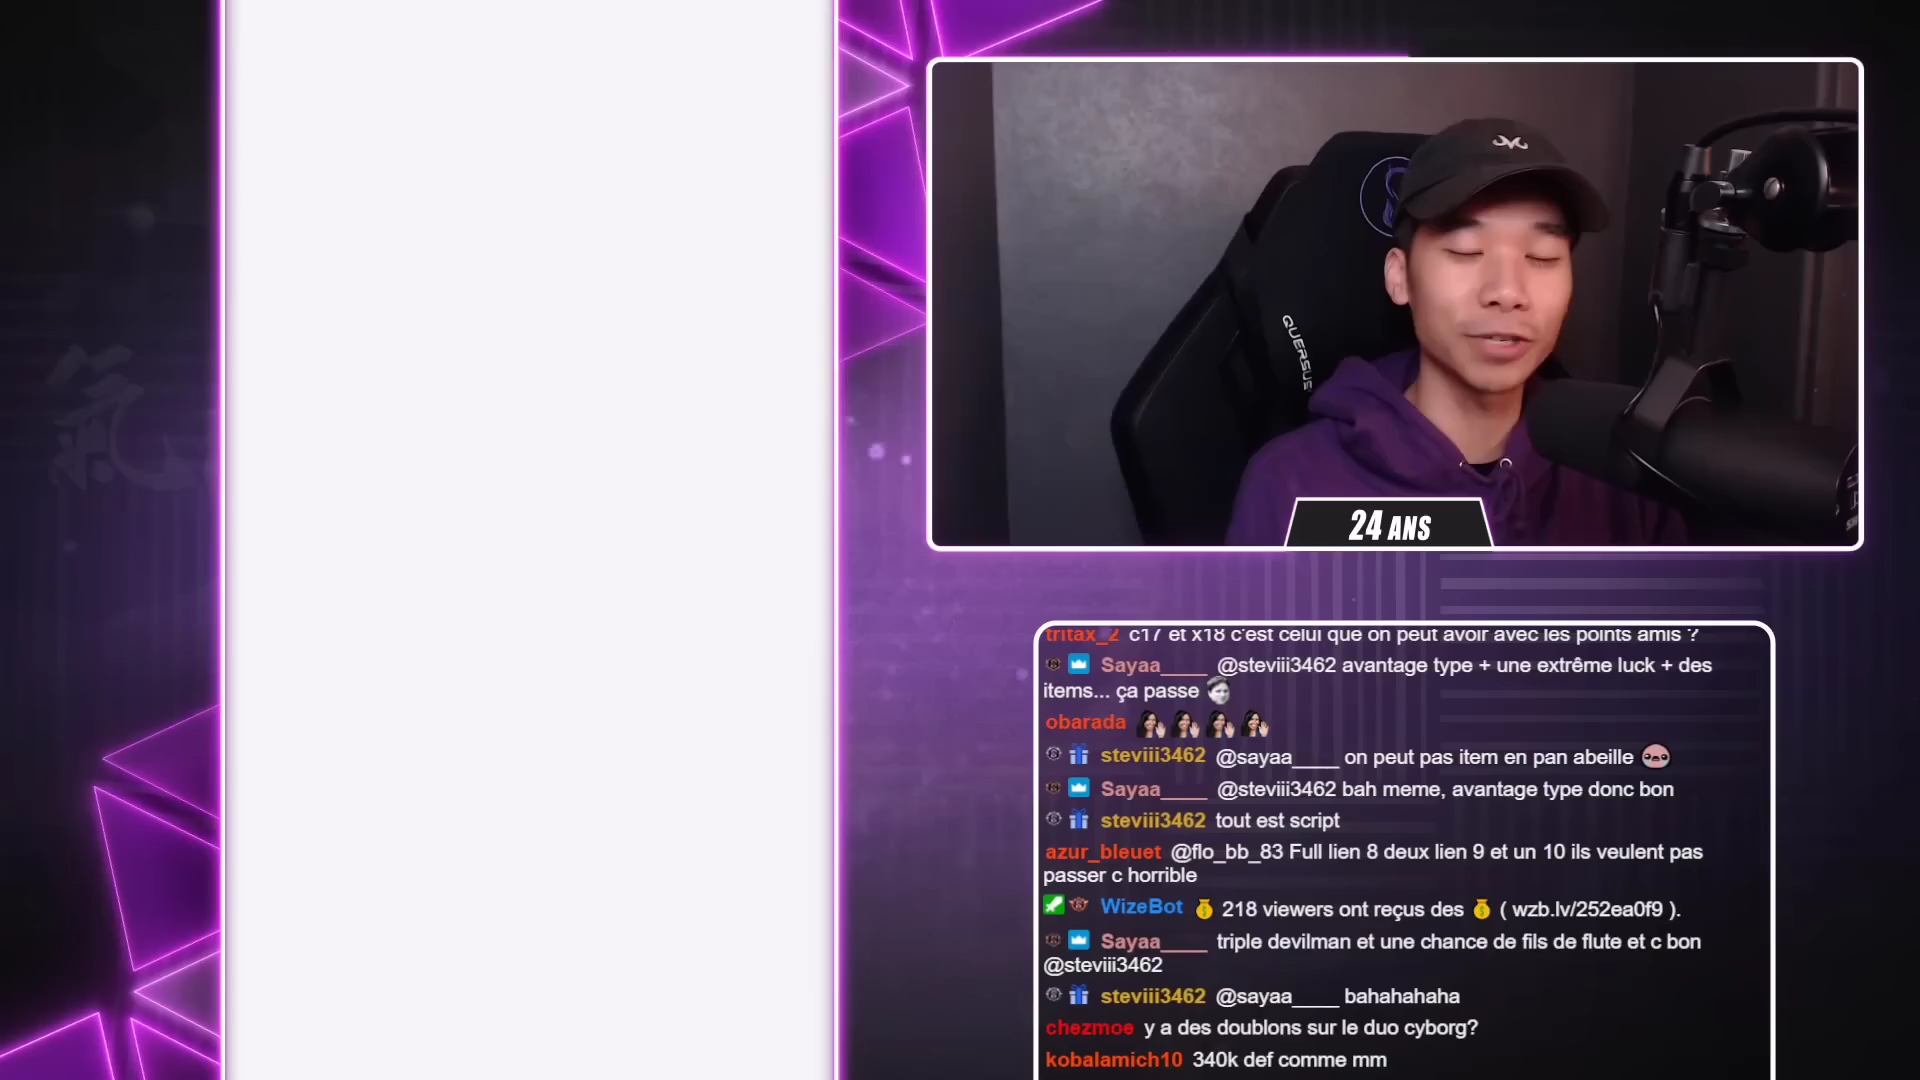 氣
QUERSUS
24 ANS
tritax_2 c17 et x18 c'est celui que on peut avoir avec les points amis ?
Sayaa____ @steviii3462 avantage type + une extrême luck + des
items... ça passe
obarada
steviii3462 @sayaa____ on peut pas item en pan abeille
Sayaa____ @steviii3462 bah meme, avantage type donc bon
steviii3462 tout est script
azur_bleuet @flo_bb_83 Full lien 8 deux lien 9 et un 10 ils veulent pas
passer c horrible
WizeBot 💰 218 viewers ont reçus des 💰 ( wzb.lv/252ea0f9 ).
Sayaa____ triple devilman et une chance de fils de flute et c bon
@steviii3462
steviii3462 @sayaa____ bahahahaha
chezmoe y a des doublons sur le duo cyborg?
kobalamich10 340k def comme mm